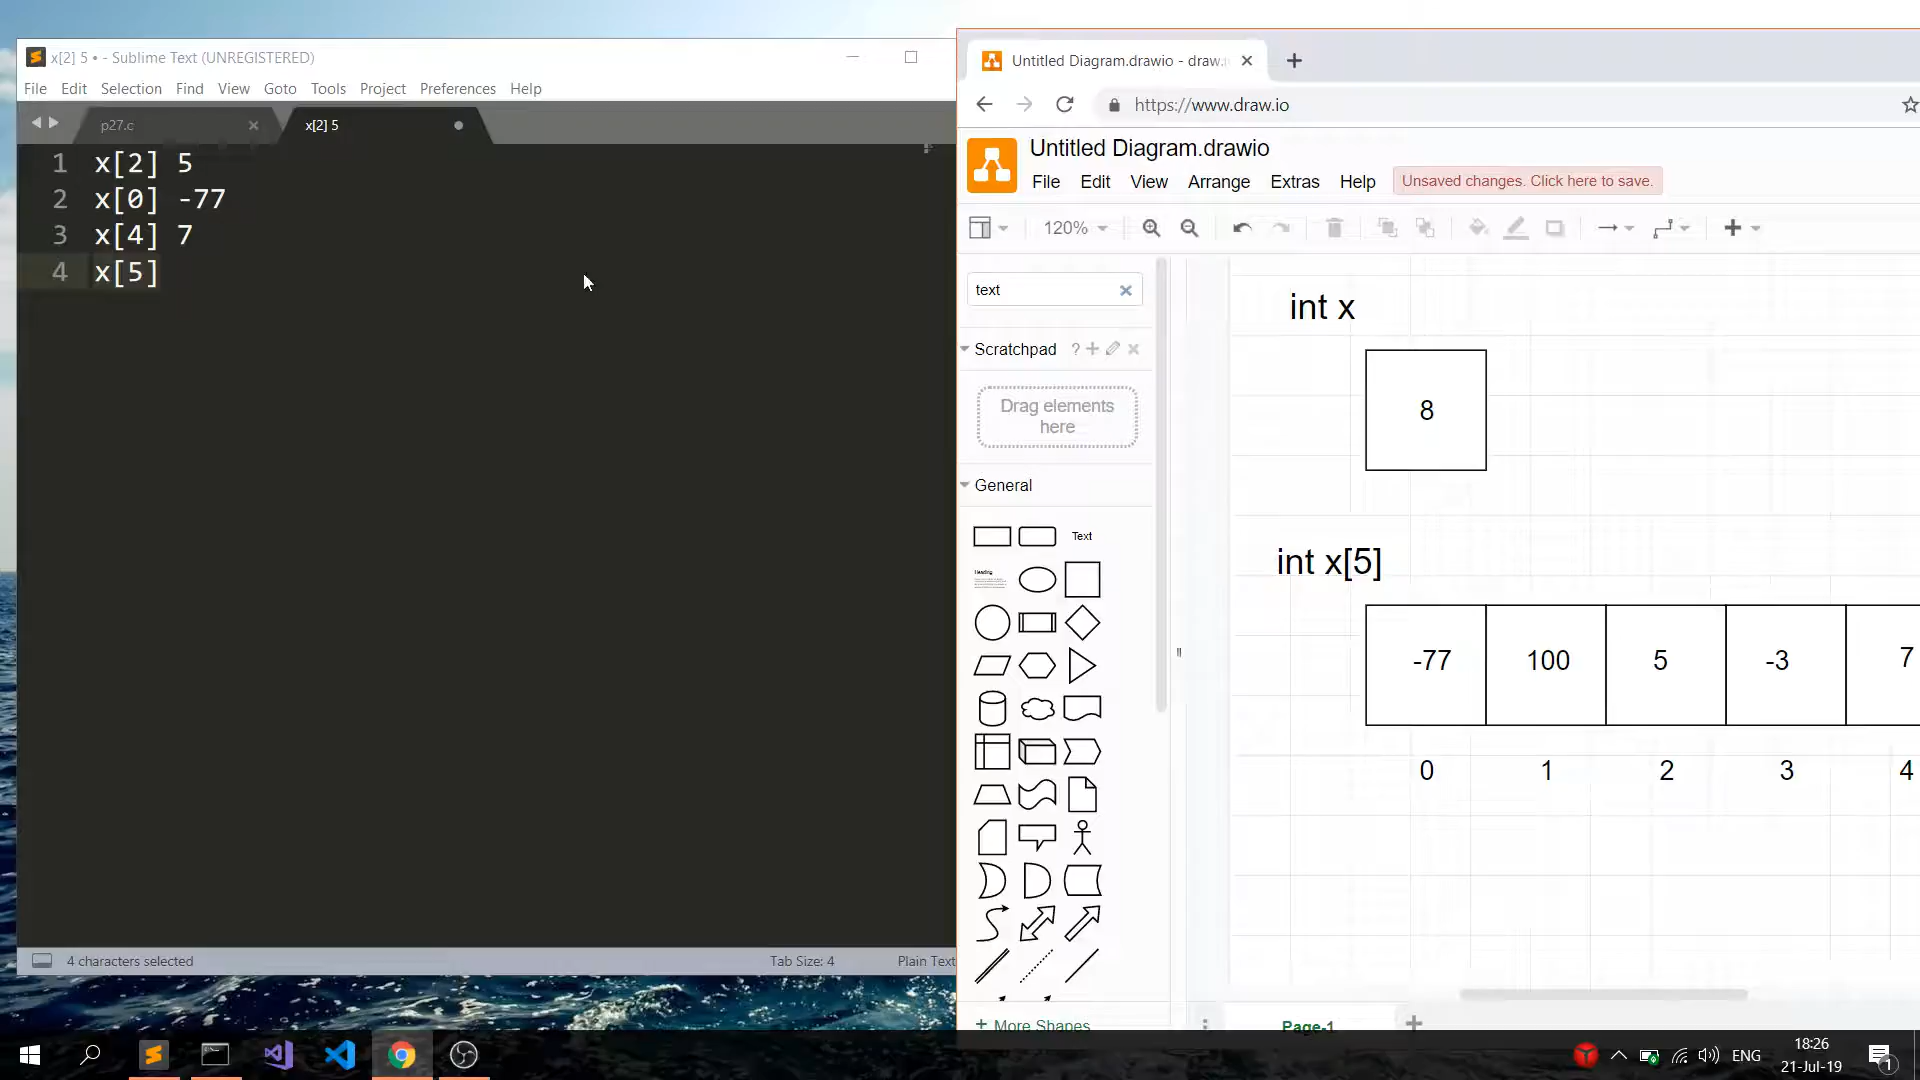 x[2] 5 • - Sublime Text (UNREGISTERED)
File Edit Selection Find View Goto Tools Project Preferences Help
p27.c
x[2] 5
1 x[2] 5
2 x[0] -77
3 x[4] 7
4 x[5]
4 characters selected
Tab Size: 4
Plain Text
Untitled Diagram.drawio - draw.
https://www.draw.io
Untitled Diagram.drawio
File Edit View Arrange Extras Help
Unsaved changes. Click here to save.
120%
text
Scratchpad
?
Drag elements
here
General
Text
Heading
+ More Shapes
int x
8
int x[5]
-77 100 5 -3 7
0 1 2 3 4
Page-1
ENG
18:26
21-Jul-19
1